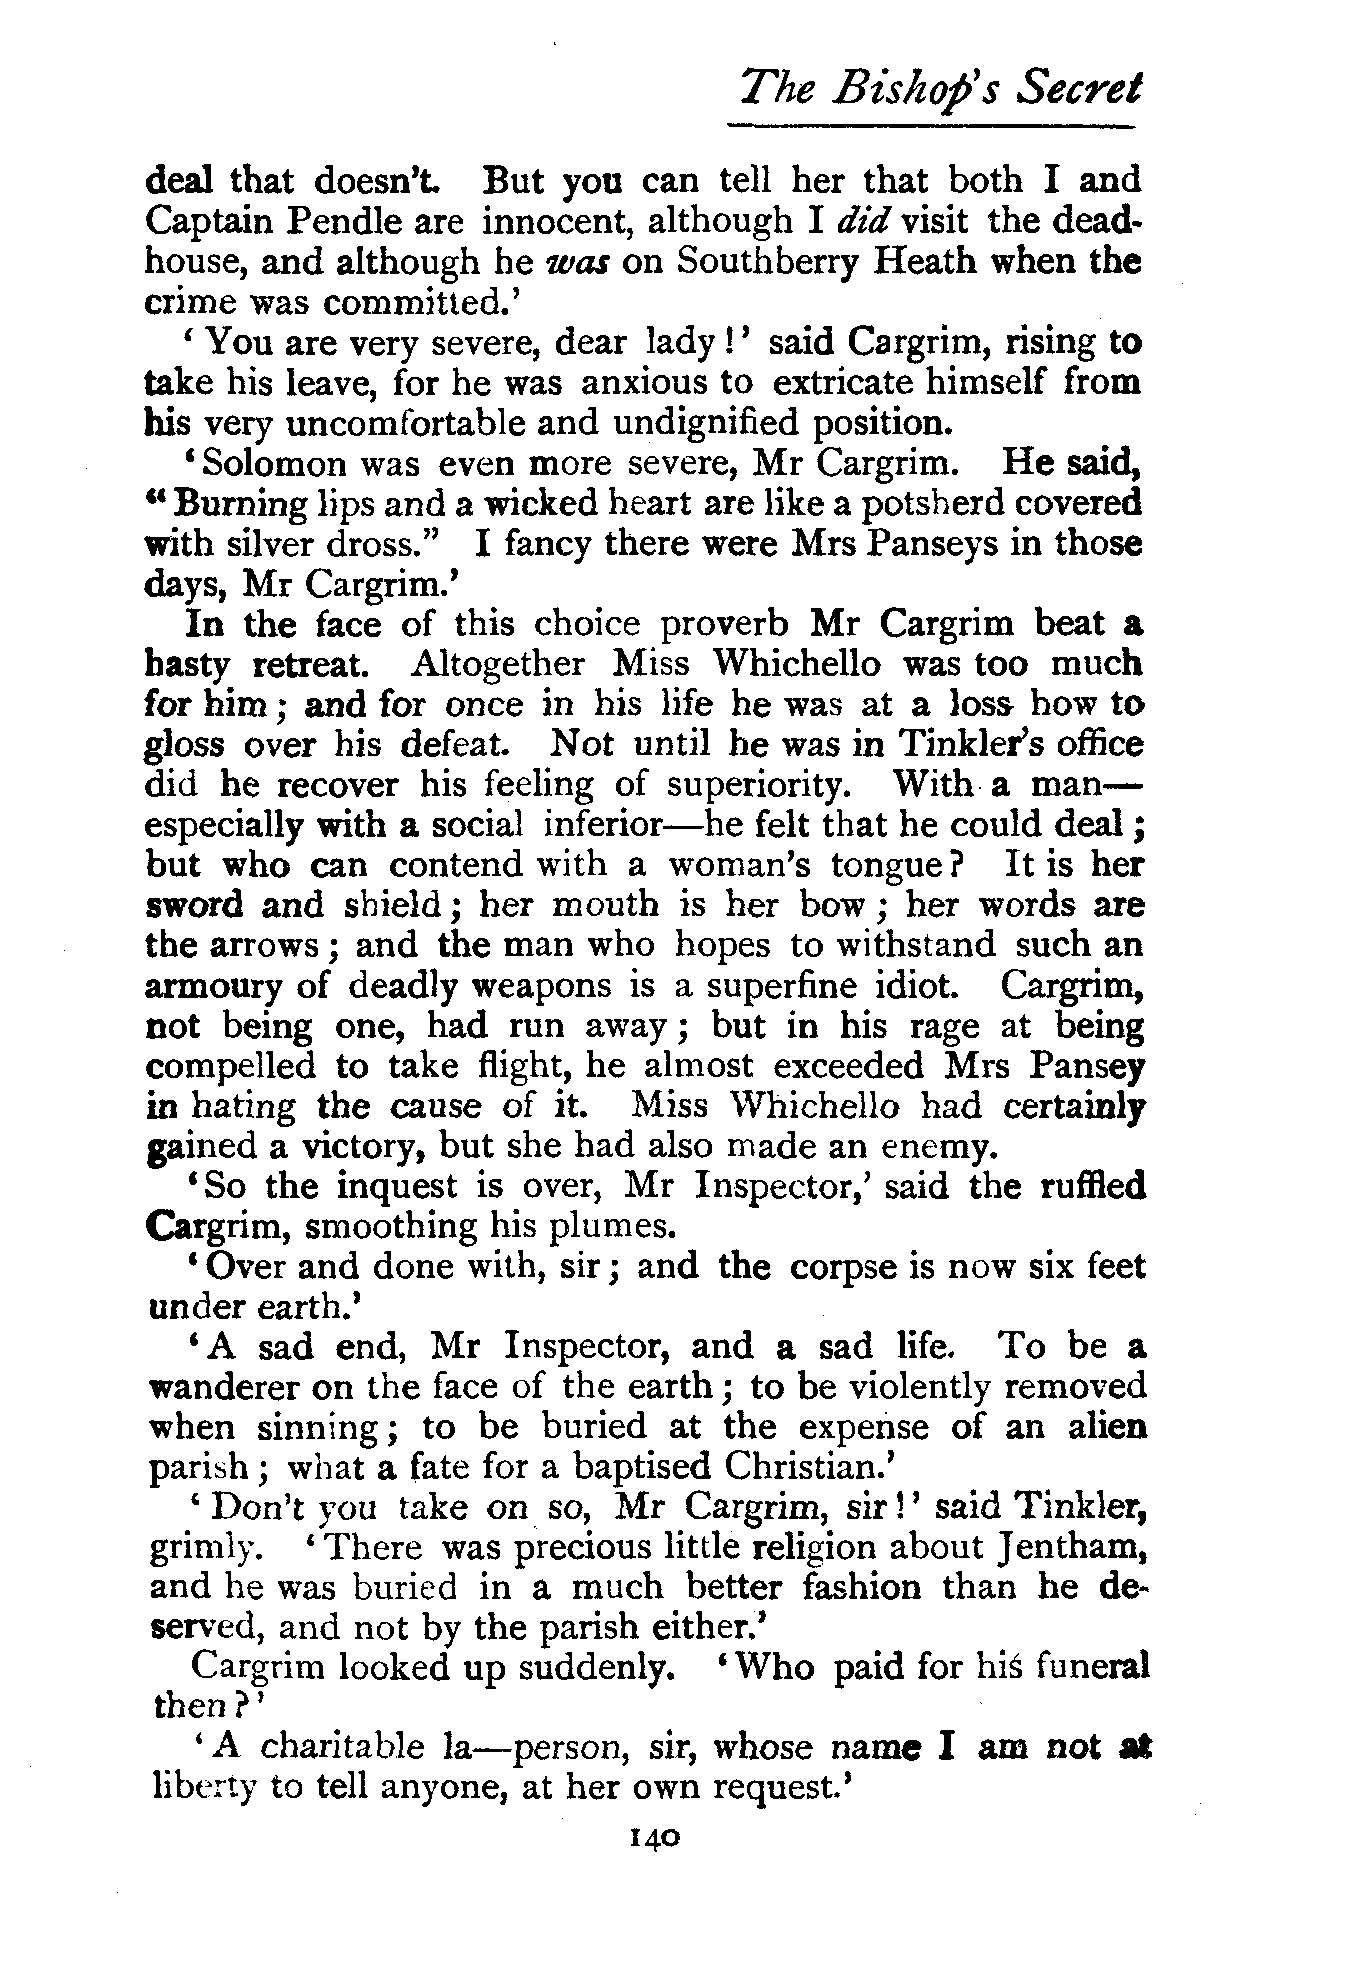 The Bishop's Secret
deal that doesn't. But you can tell her that both I and
Captain Pendle are innocent, although I did visit the dead-
house, and although he was on Southberry Heath when the
crime was committed.'
'You are very severe, dear lady!' said Cargrim, rising to
take his leave, for he was anxious to extricate himself from
his very uncomfortable and undignified position.
'Solomon was even more severe, Mr Cargrim. He said,
"Burning lips and a wicked heart are like a potsherd covered
with silver dross." I fancy there were Mrs Panseys in those
days, Mr Cargrim.'
In the face of this choice proverb Mr Cargrim beat a
hasty retreat. Altogether Miss Whichello was too much
for him; and for once in his life he was at a loss how to
gloss over his defeat. Not until he was in Tinkler's office
did he recover his feeling of superiority. With a man—
especially with a social inferior—he felt that he could deal;
but who can contend with a woman's tongue? It is her
sword and shield; her mouth is her bow; her words are
the arrows; and the man who hopes to withstand such an
armoury of deadly weapons is a superfine idiot. Cargrim,
not being one, had run away; but in his rage at being
compelled to take flight, he almost exceeded Mrs Pansey
in hating the cause of it. Miss Whichello had certainly
gained a victory, but she had also made an enemy.
'So the inquest is over, Mr Inspector,' said the ruffled
Cargrim, smoothing his plumes.
'Over and done with, sir; and the corpse is now six feet
under earth.'
'A sad end, Mr Inspector, and a sad life. To be a
wanderer on the face of the earth; to be violently removed
when sinning; to be buried at the expense of an alien
parish; what a fate for a baptised Christian.'
'Don't you take on so, Mr Cargrim, sir!' said Tinkler,
grimly. 'There was precious little religion about Jentham,
and he was buried in a much better fashion than he de-
served, and not by the parish either.'
Cargrim looked up suddenly. 'Who paid for his funeral
then?'
'A charitable la—person, sir, whose name I am not at
liberty to tell anyone, at her own request.'
140